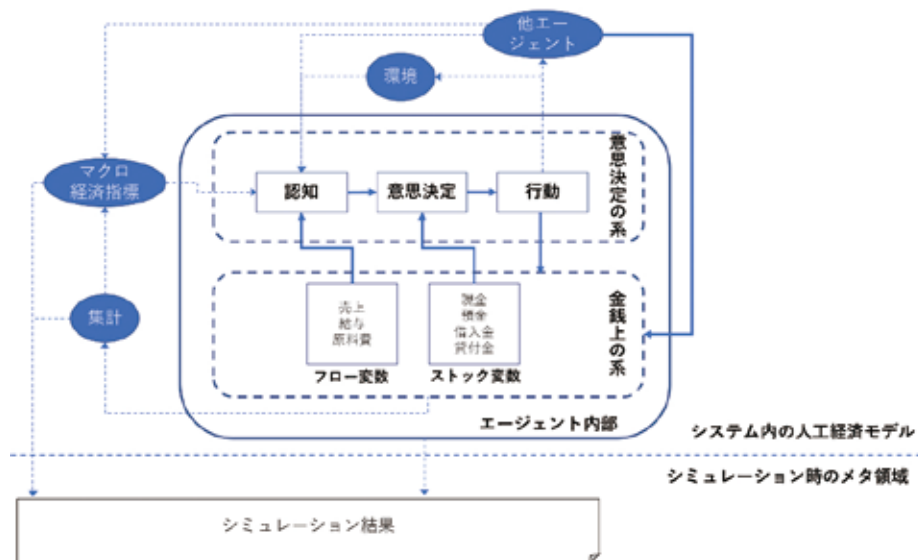 他エー
ジェント
環境
マクロ
経済指標
認知
意思決定
行動
意思決定の系
集計
売上
給与
原料費
現金
預金
借入金
貸付金
金銭上の系
フロー変数
ストック変数
エージェント内部
システム内の人工経済モデル
シミュレーション時のメタ領域
シミュレーション結果